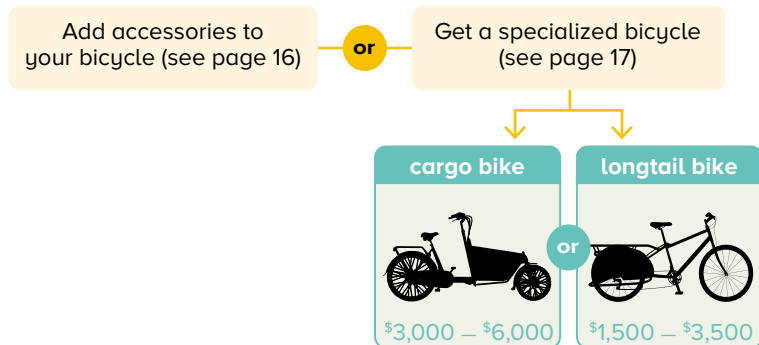 Add accessories to
your bicycle (see page 16)
or
Get a specialized bicycle
(see page 17)
cargo bike
$3,000 – $6,000
or
longtail bike
$1,500 – $3,500